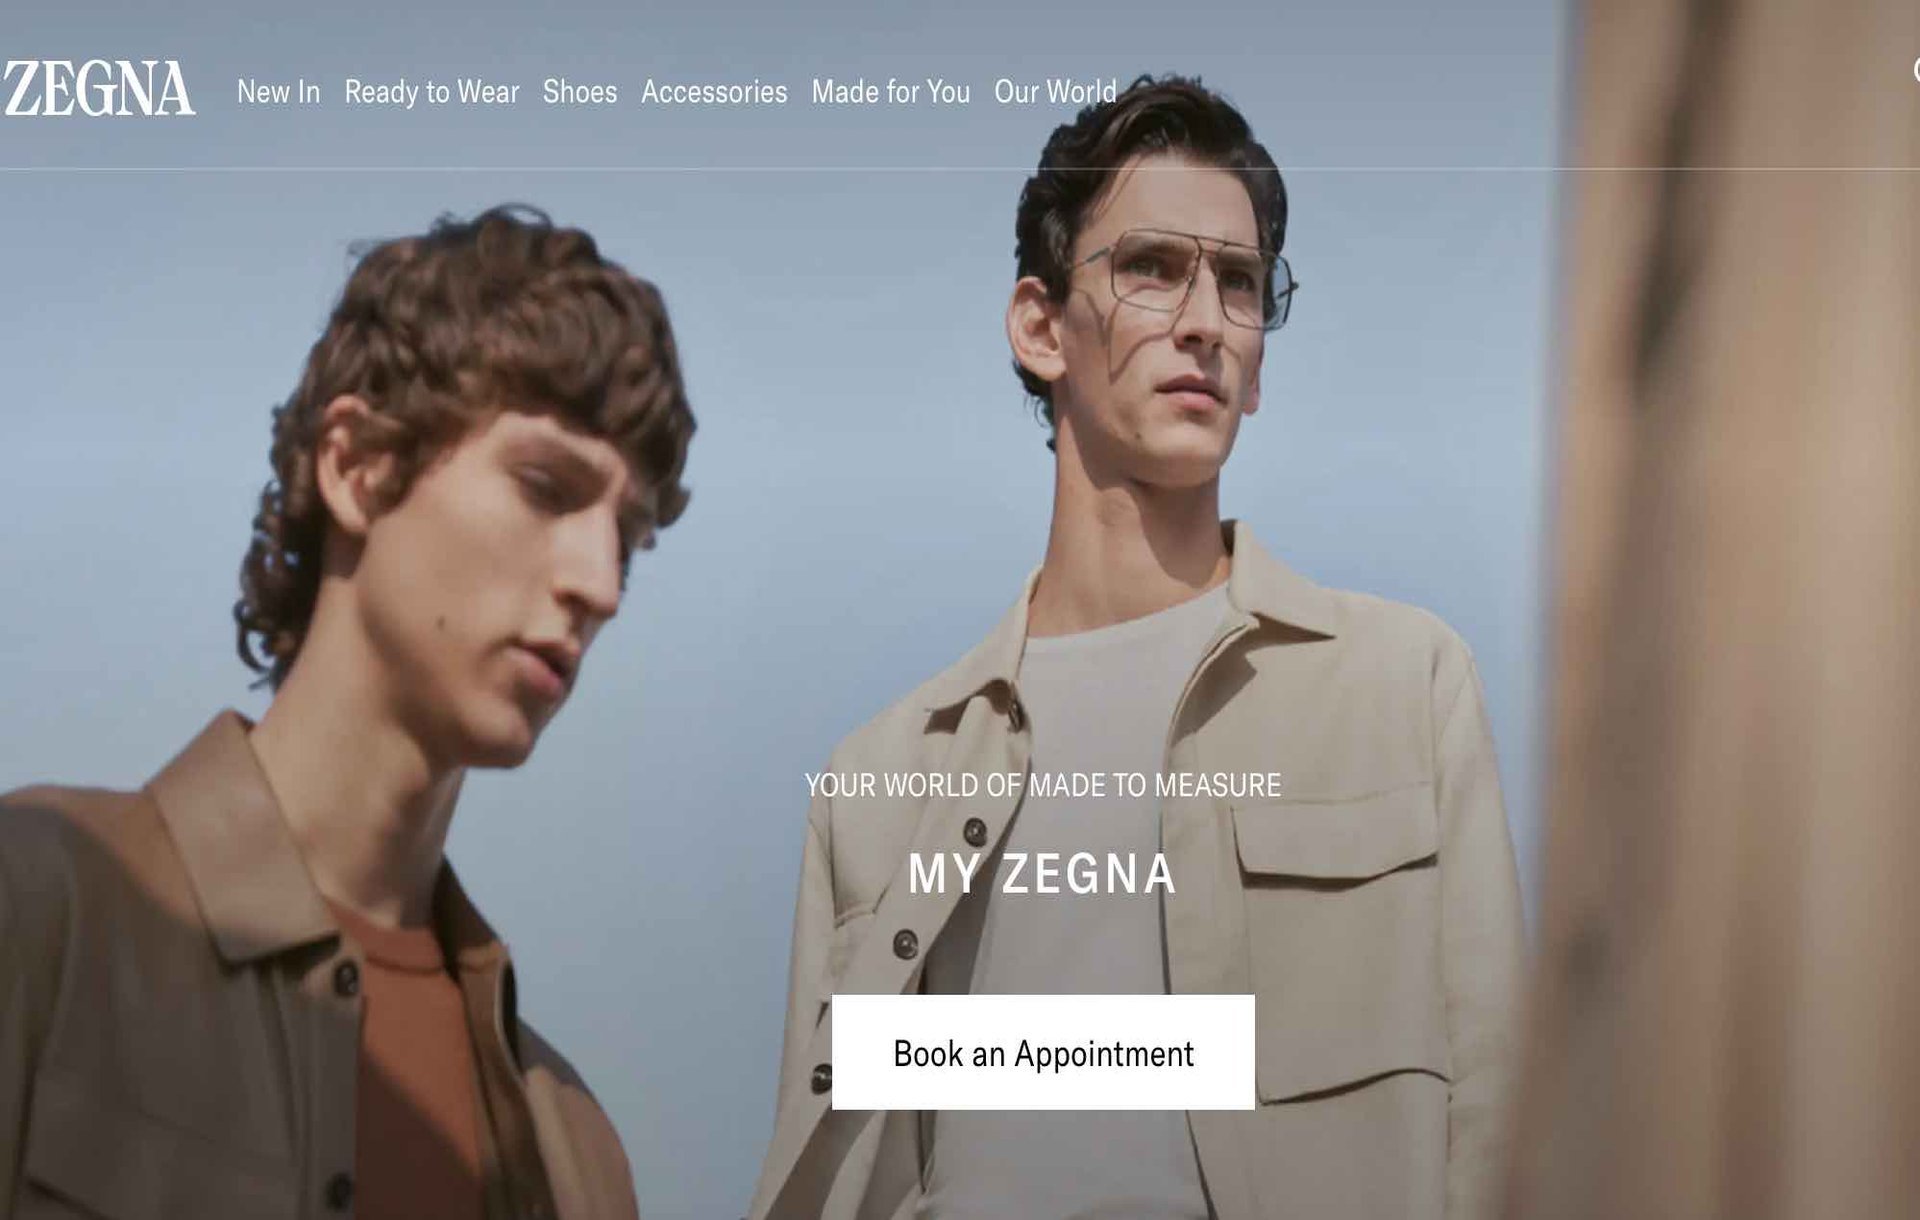 ZEGNA
New In Ready to Wear Shoes Accessories Made for You Our World
YOUR WORLD OF MADE TO MEASURE
MY ZEGNA
Book an Appointment